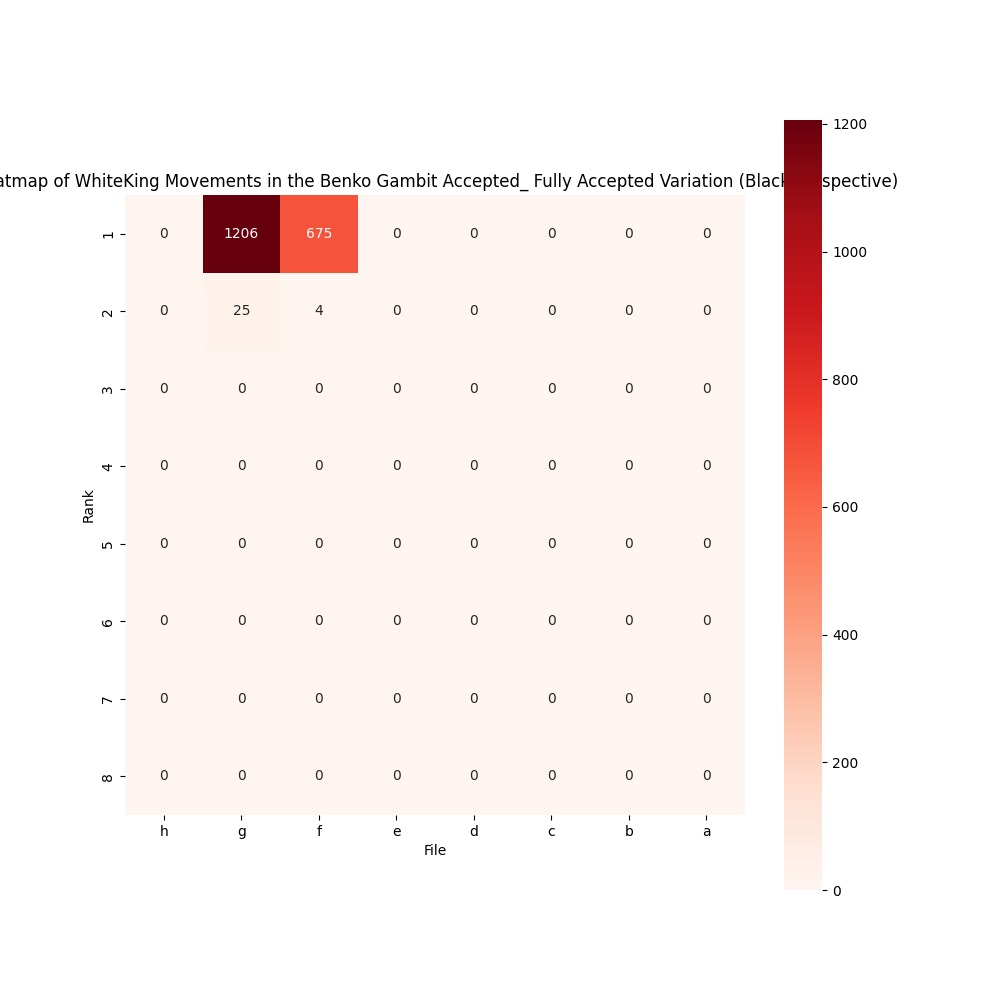 atmap of WhiteKing Movements in the Benko Gambit Accepted_ Fully Accepted Variation (Black spective)
1200
1000
800
600
400
200
0
1 0 1206 675 0 0 0 0 0
2 0 25 4 0 0 0 0 0
3 0 0 0 0 0 0 0 0
4 0 0 0 0 0 0 0 0
5 0 0 0 0 0 0 0 0
6 0 0 0 0 0 0 0 0
7 0 0 0 0 0 0 0 0
8 0 0 0 0 0 0 0 0
Rank
h g f e d c b a
File